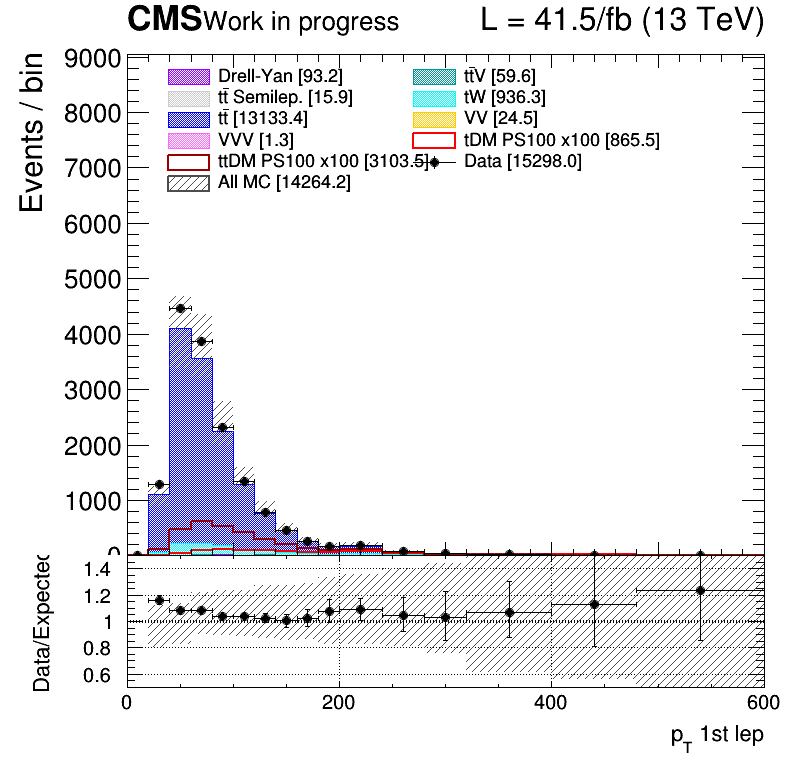 CMS Work in progress L = 41.5/fb (13 TeV)
Events / bin
9000
8000
7000
6000
5000
4000
3000
2000
1000
0
Drell-Yan [93.2]
tt̄V [59.6]
tt̄ Semilep. [15.9]
tW [936.3]
tt̄ [13133.4]
VV [24.5]
VVV [1.3]
tDM PS100 x100 [865.5]
ttDM PS100 x100 [3103.5]
Data [15298.0]
All MC [14264.2]
Data/Expected
1.4
1.2
1
0.8
0.6
0 200 400 600
p_T 1st lep